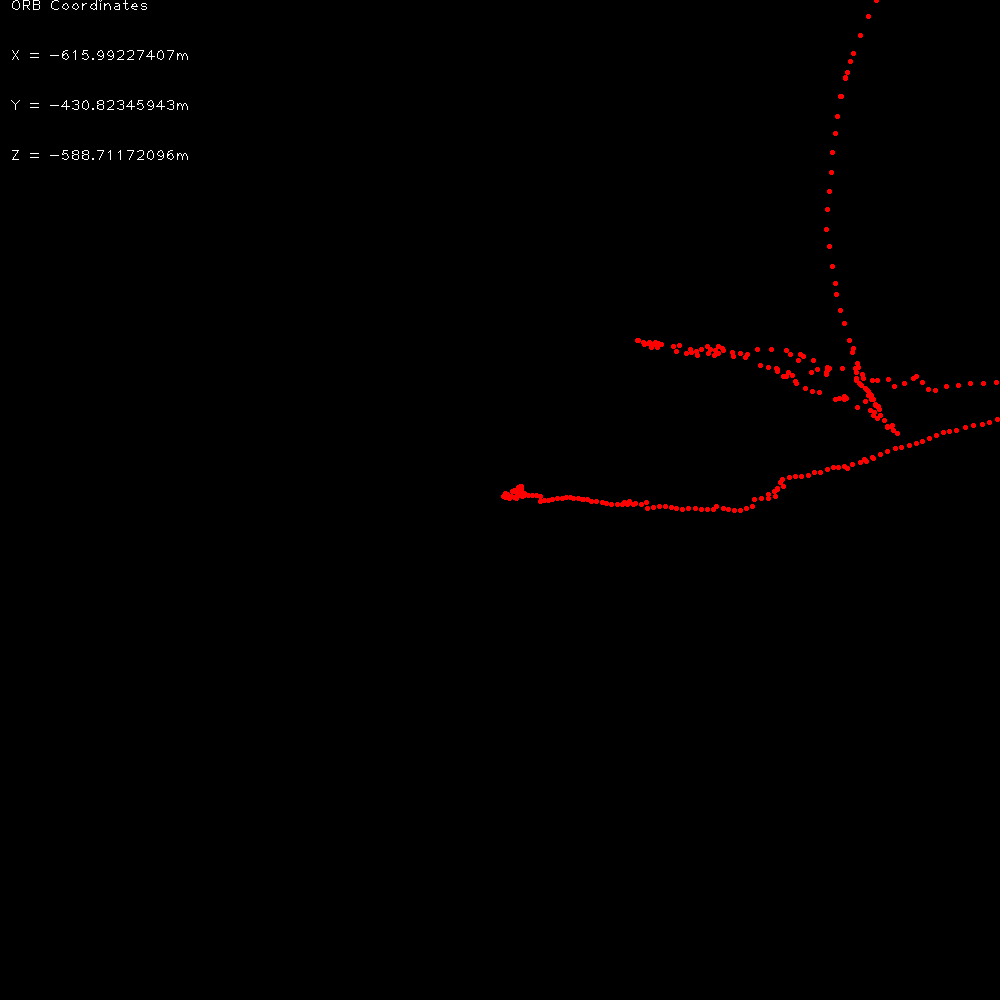 ORB Coordinates
X = -615.99227407m
Y = -430.82345943m
Z = -588.71172096m